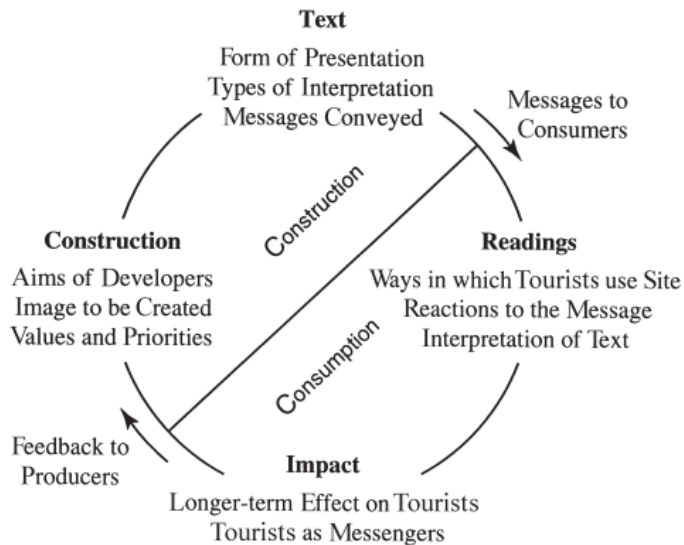 Text
Form of Presentation
Types of Interpretation
Messages Conveyed
Messages to
Consumers
Construction
Construction
Aims of Developers
Image to be Created
Values and Priorities
Readings
Ways in which Tourists use Site
Reactions to the Message
Interpretation of Text
Consumption
Feedback to
Producers
Impact
Longer-term Effect on Tourists
Tourists as Messengers